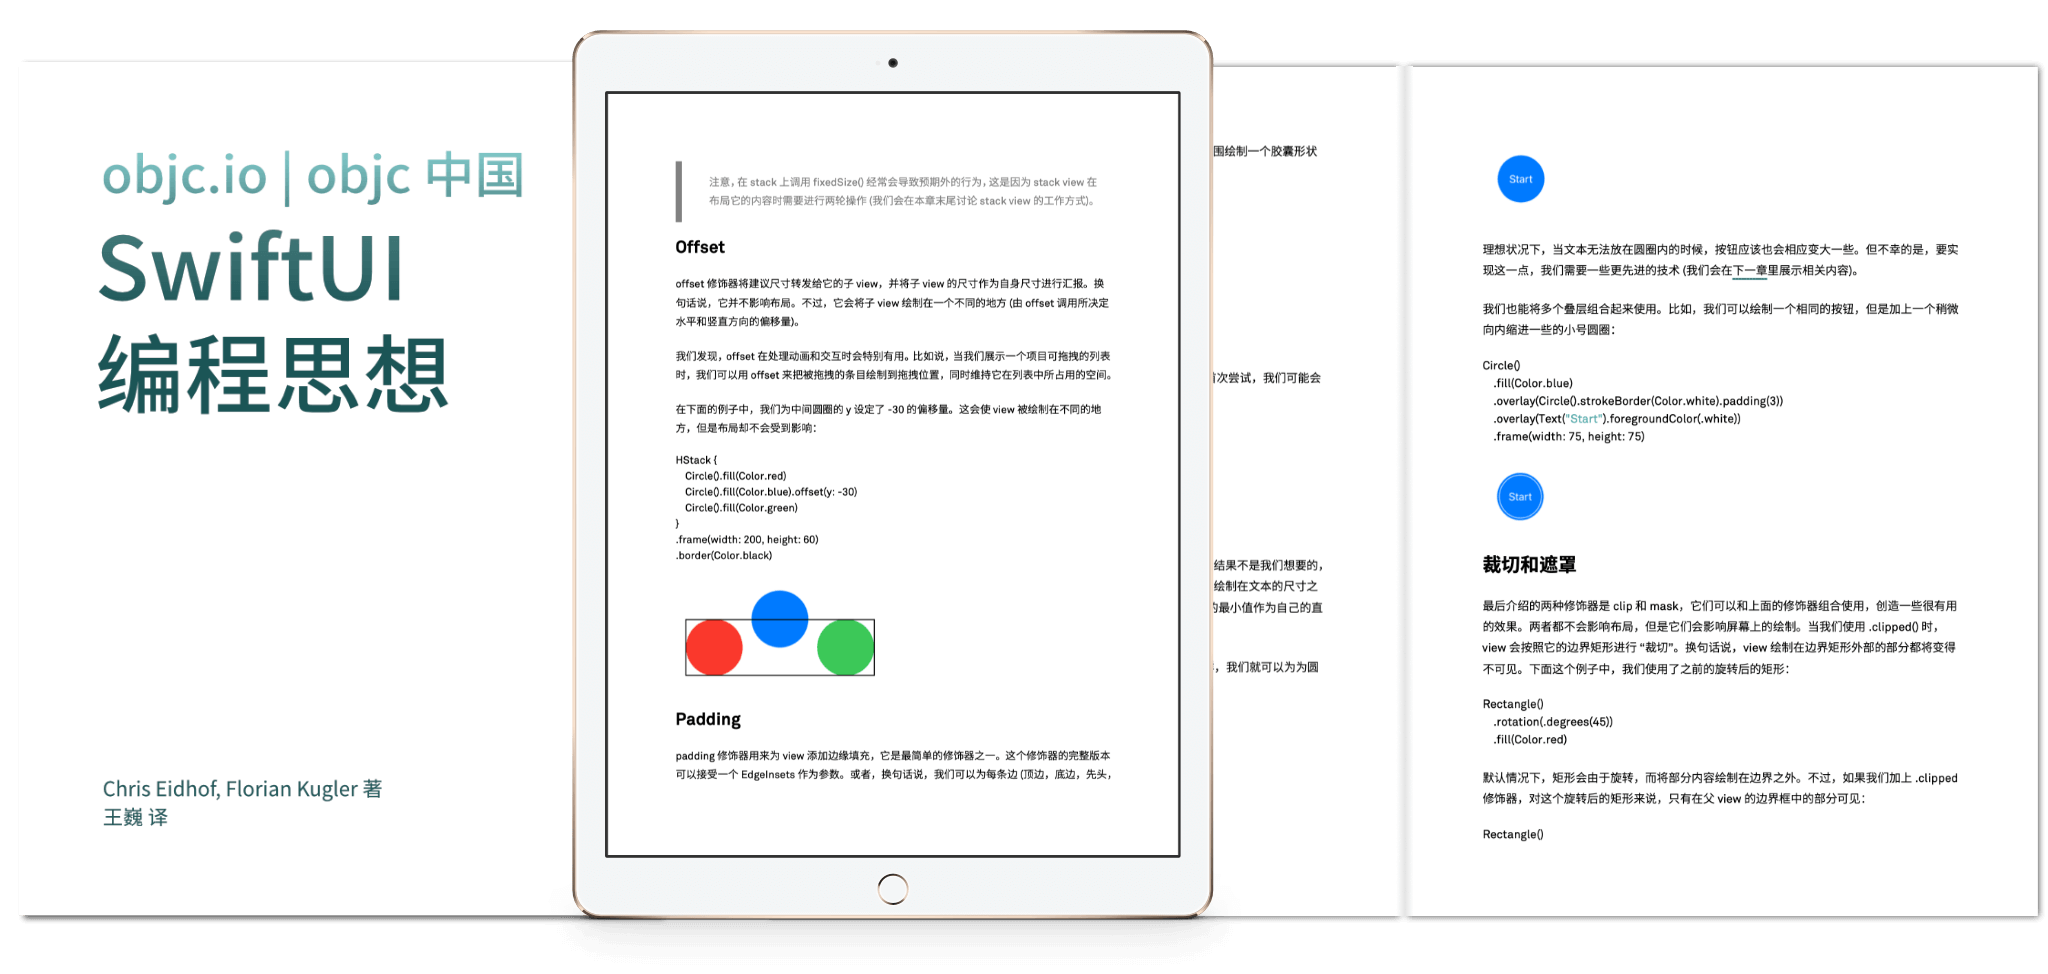 objc.io | objc 中国
SwiftUI
编程思想
Chris Eidhof, Florian Kugler 著
王巍 译
注意，在 stack 上调用 fixedSize() 经常会导致预期外的行为，这是因为 stack view 在
布局它的内容时需要进行两轮操作 (我们会在本章末尾讨论 stack view 的工作方式)。
Offset
offset 修饰器将建议尺寸转发给它的子 view，并将子 view 的尺寸作为自身尺寸进行汇报。换
句话说，它并不影响布局。不过，它会将子 view 绘制在一个不同的地方 (由 offset 调用所决定
水平和竖直方向的偏移量)。
我们发现，offset 在处理动画和交互时会特别有用。比如说，当我们展示一个项目可拖拽的列表
时，我们可以用 offset 来把被拖拽的条目绘制到拖拽位置，同时维持它在列表中所占用的空间。
在下面的例子中，我们为中间圆圈的 y 设定了 -30 的偏移量。这会使 view 被绘制在不同的地
方，但是布局却不会受到影响：
HStack {
Circle().fill(Color.red)
Circle().fill(Color.blue).offset(y: -30)
Circle().fill(Color.green)
}
.frame(width: 200, height: 60)
.border(Color.black)
Padding
padding 修饰器用来为 view 添加边缘填充，它是最简单的修饰器之一。这个修饰器的完整版本
可以接受一个 EdgeInsets 作为参数。或者，换句话说，我们可以为每条边 (顶边，底边，先头，
围绘制一个胶囊形状
首次尝试，我们可能会
结果不是我们想要的，
绘制在文本的尺寸之
的最小值作为自己的直
，我们就可以为为圆
Start
理想状况下，当文本无法放在圆圈内的时候，按钮应该也会相应变大一些。但不幸的是，要实
现这一点，我们需要一些更先进的技术 (我们会在下一章里展示相关内容)。
我们也能将多个叠层组合起来使用。比如，我们可以绘制一个相同的按钮，但是加上一个稍微
向内缩进一些的小号圆圈：
Circle()
.fill(Color.blue)
.overlay(Circle().strokeBorder(Color.white).padding(3))
.overlay(Text("Start").foregroundColor(.white))
.frame(width: 75, height: 75)
Start
裁切和遮罩
最后介绍的两种修饰器是 clip 和 mask，它们可以和上面的修饰器组合使用，创造一些很有用
的效果。两者都不会影响布局，但是它们会影响屏幕上的绘制。当我们使用 .clipped() 时，
view 会按照它的边界矩形进行 “裁切”。换句话说，view 绘制在边界矩形外部的部分都将变得
不可见。下面这个例子中，我们使用了之前的旋转后的矩形：
Rectangle()
.rotation(.degrees(45))
.fill(Color.red)
默认情况下，矩形会由于旋转，而将部分内容绘制在边界之外。不过，如果我们加上 .clipped
修饰器，对这个旋转后的矩形来说，只有在父 view 的边界框中的部分可见：
Rectangle()